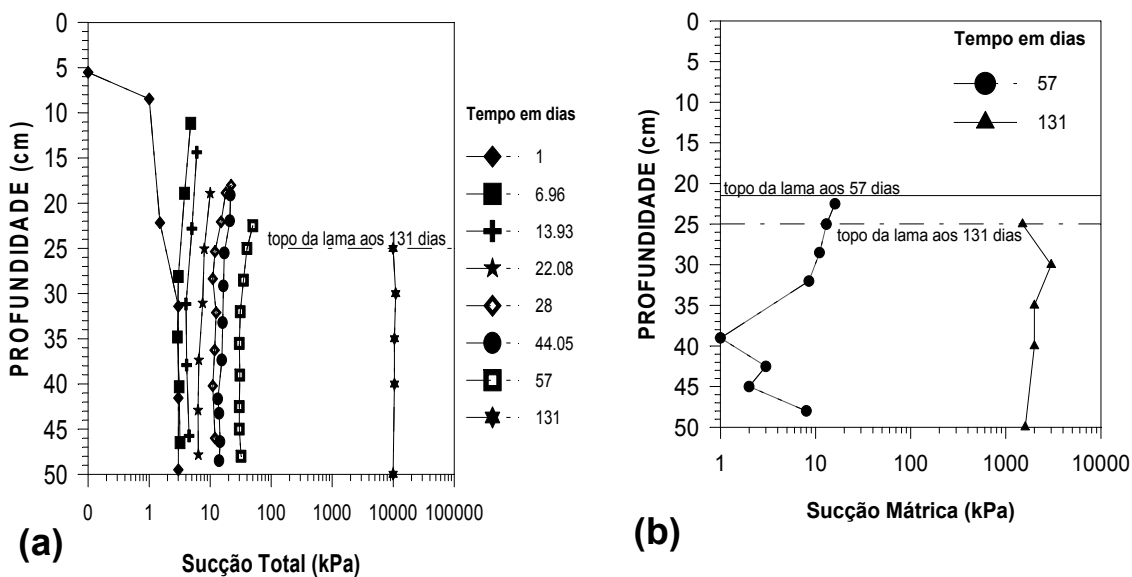 0
5
10
15
20
25
30
35
40
45
50
PROFUNDIDADE (cm)
topo da lama aos 131 dias
0 1 10 100 1000 10000 100000
Sucção Total (kPa)
(a)
Tempo em dias
1
6.96
13.93
22.08
28
44.05
57
131
(b)
0
5
10
15
20
25
30
35
40
45
50
PROFUNDIDADE (cm)
Tempo em dias
57
131
topo da lama aos 57 dias
topo da lama aos 131 dias
1 10 100 1000 10000
Sucção Mátrica (kPa)